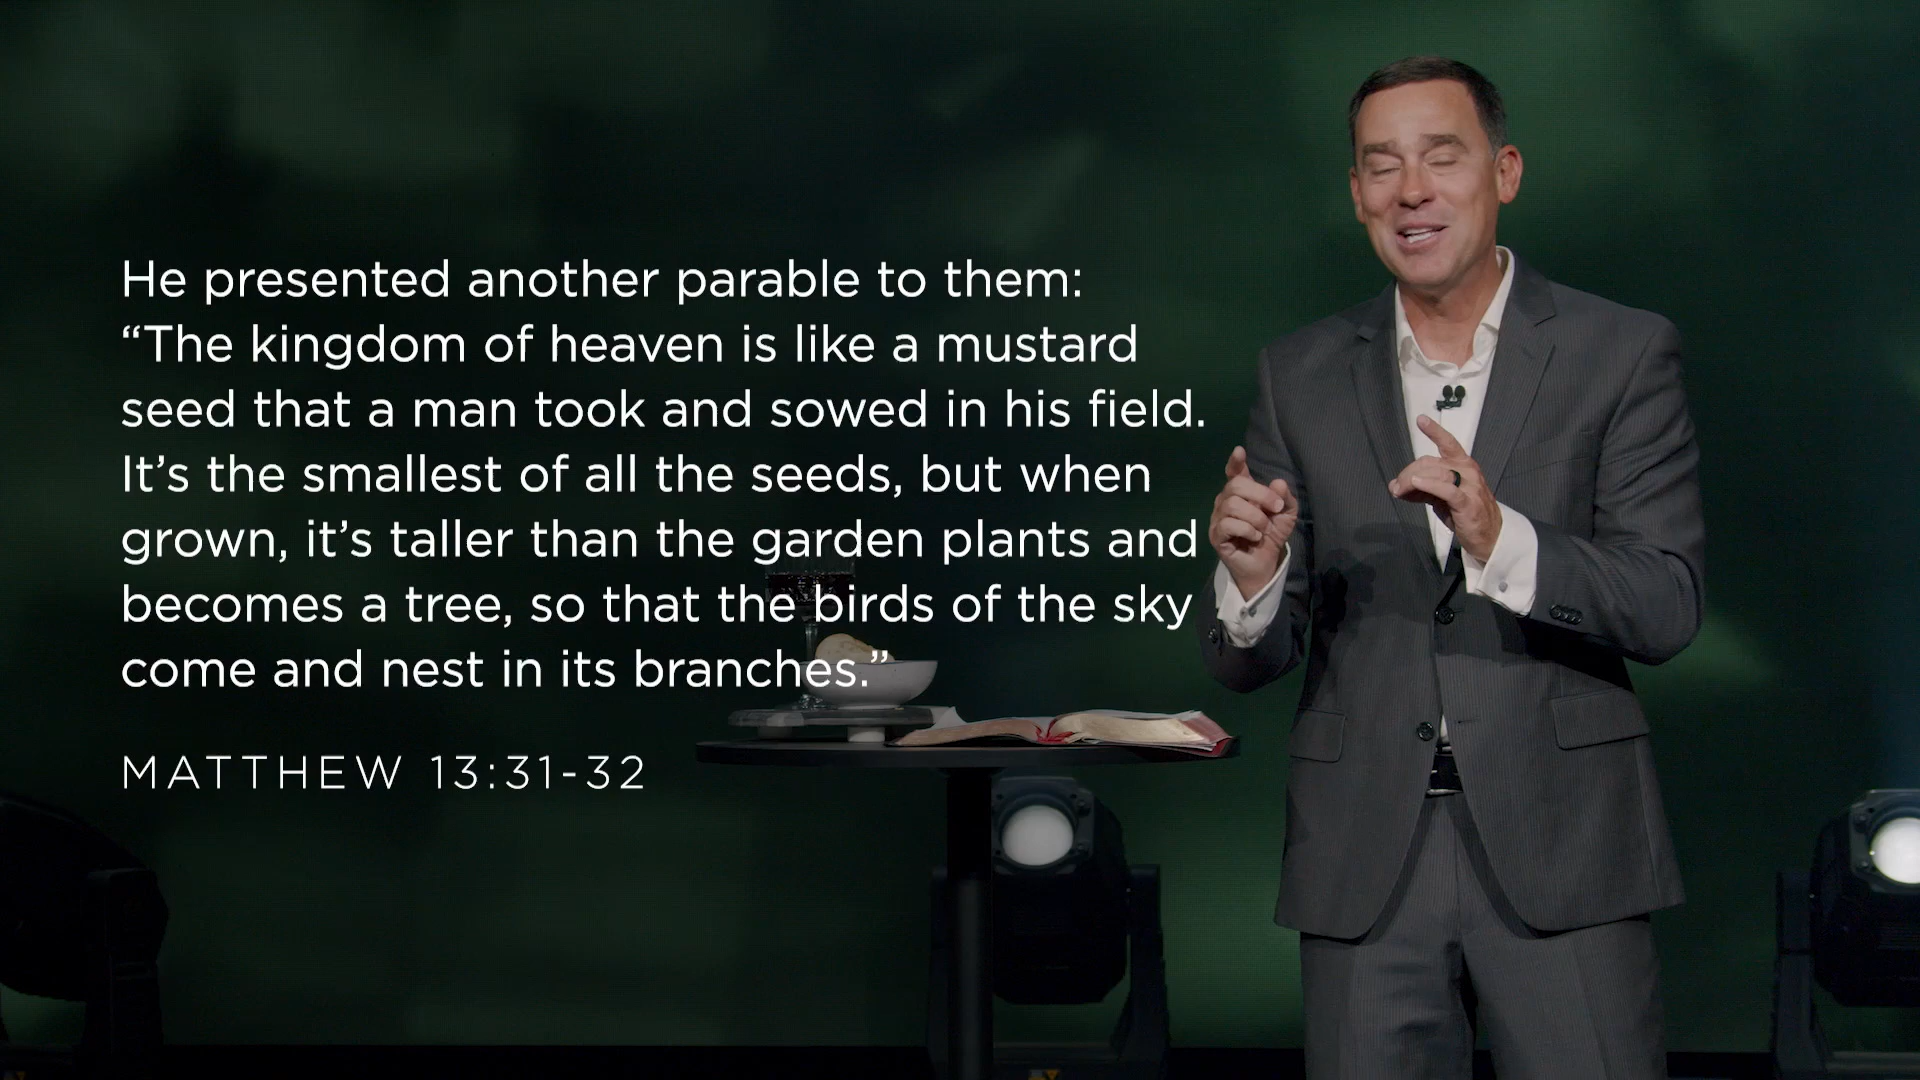 He presented another parable to them:
“The kingdom of heaven is like a mustard
seed that a man took and sowed in his field.
It’s the smallest of all the seeds, but when
grown, it’s taller than the garden plants and
becomes a tree, so that the birds of the sky
come and nest in its branches.”
MATTHEW 13:31-32